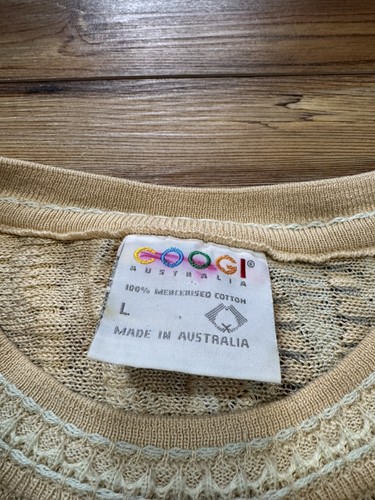 COOGI®
AUSTRALIA
100% MERCERISED COTTON
L
MADE IN AUSTRALIA